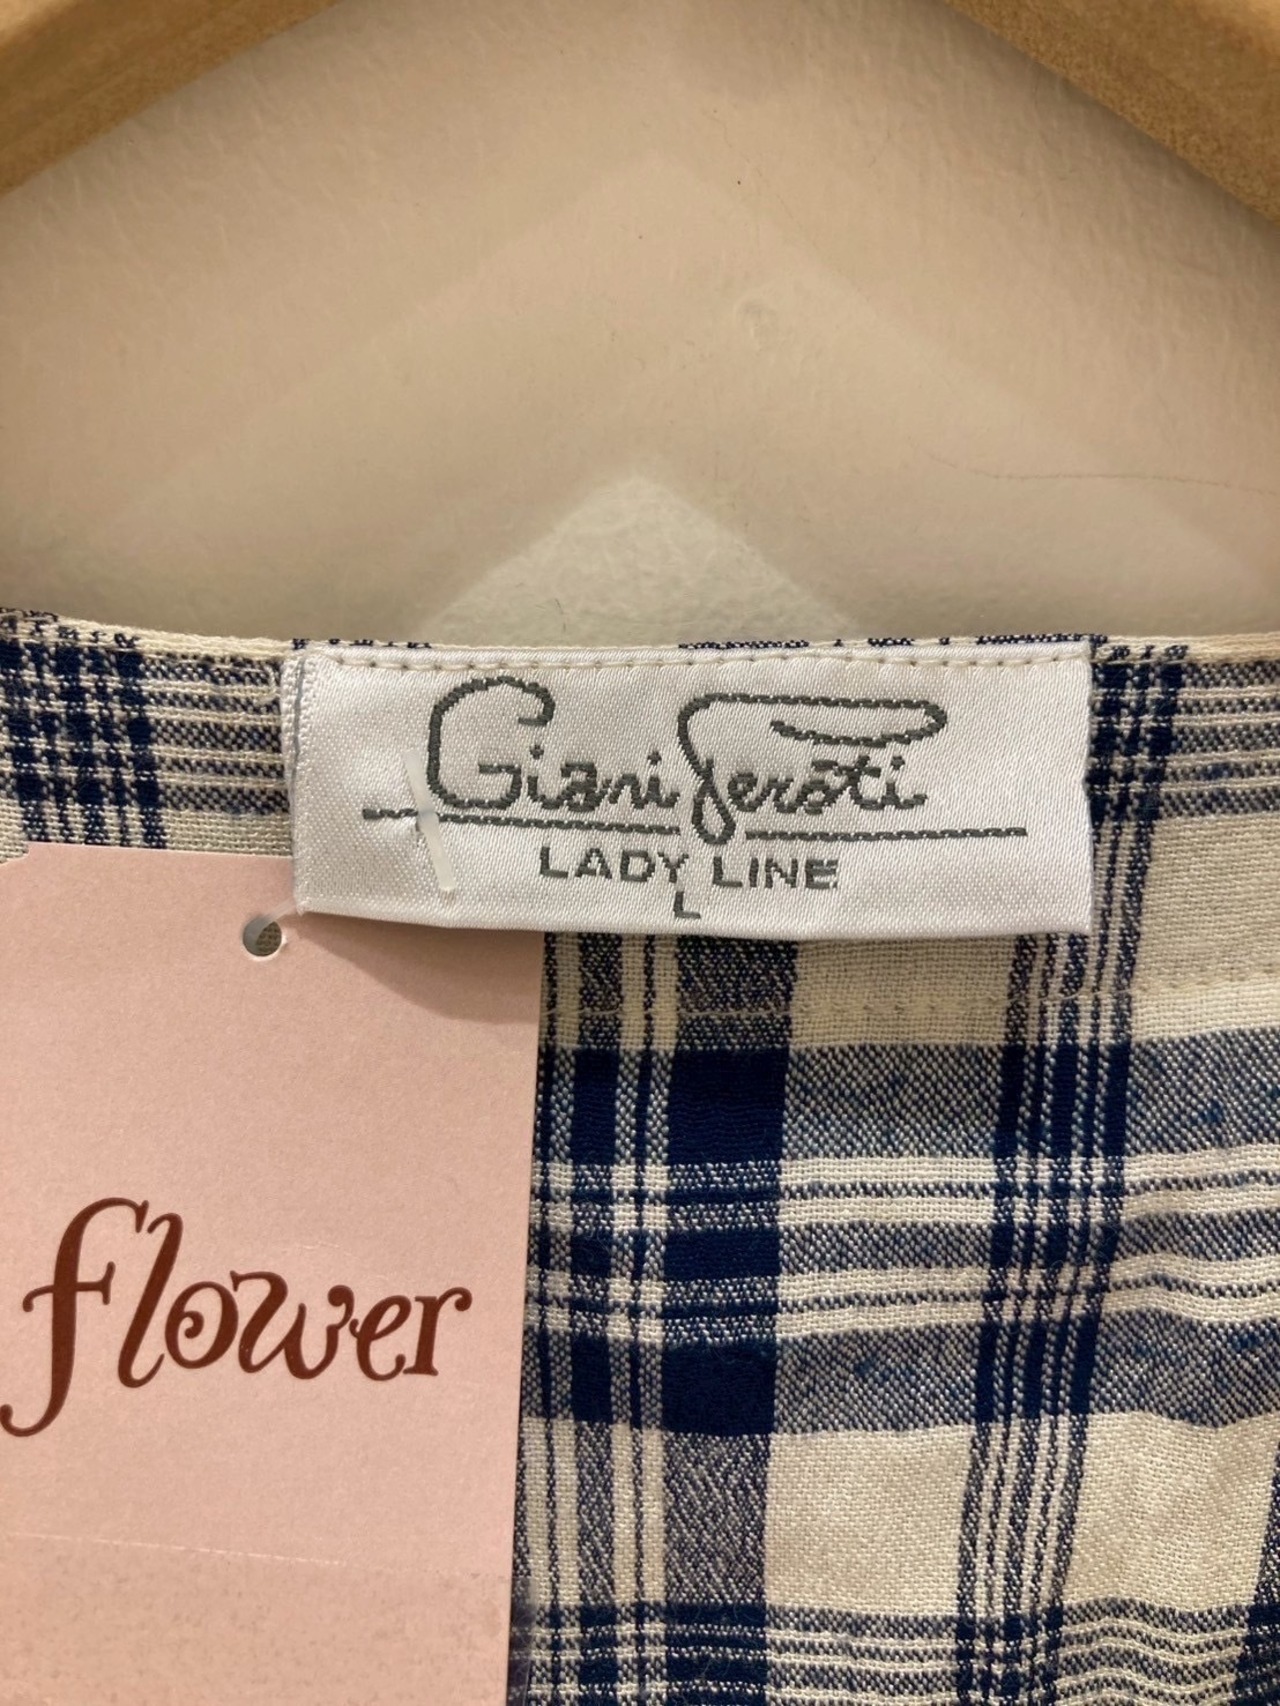 Giani Feroti
LADY LINE
L
flower